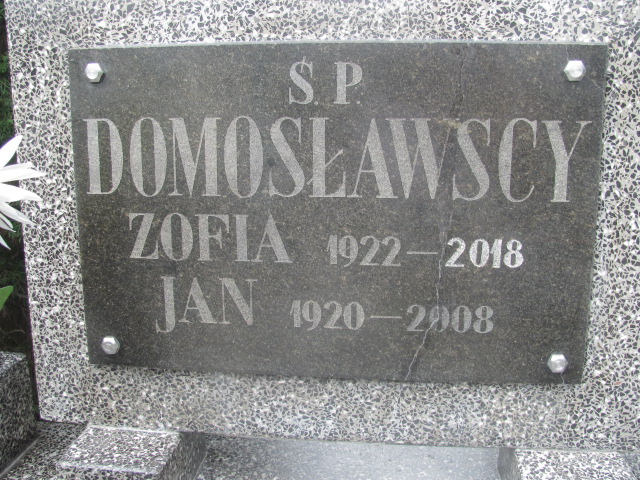 Ś. P.
DOMOSŁAWSCY
ZOFIA 1922-2018
JAN 1920-2008